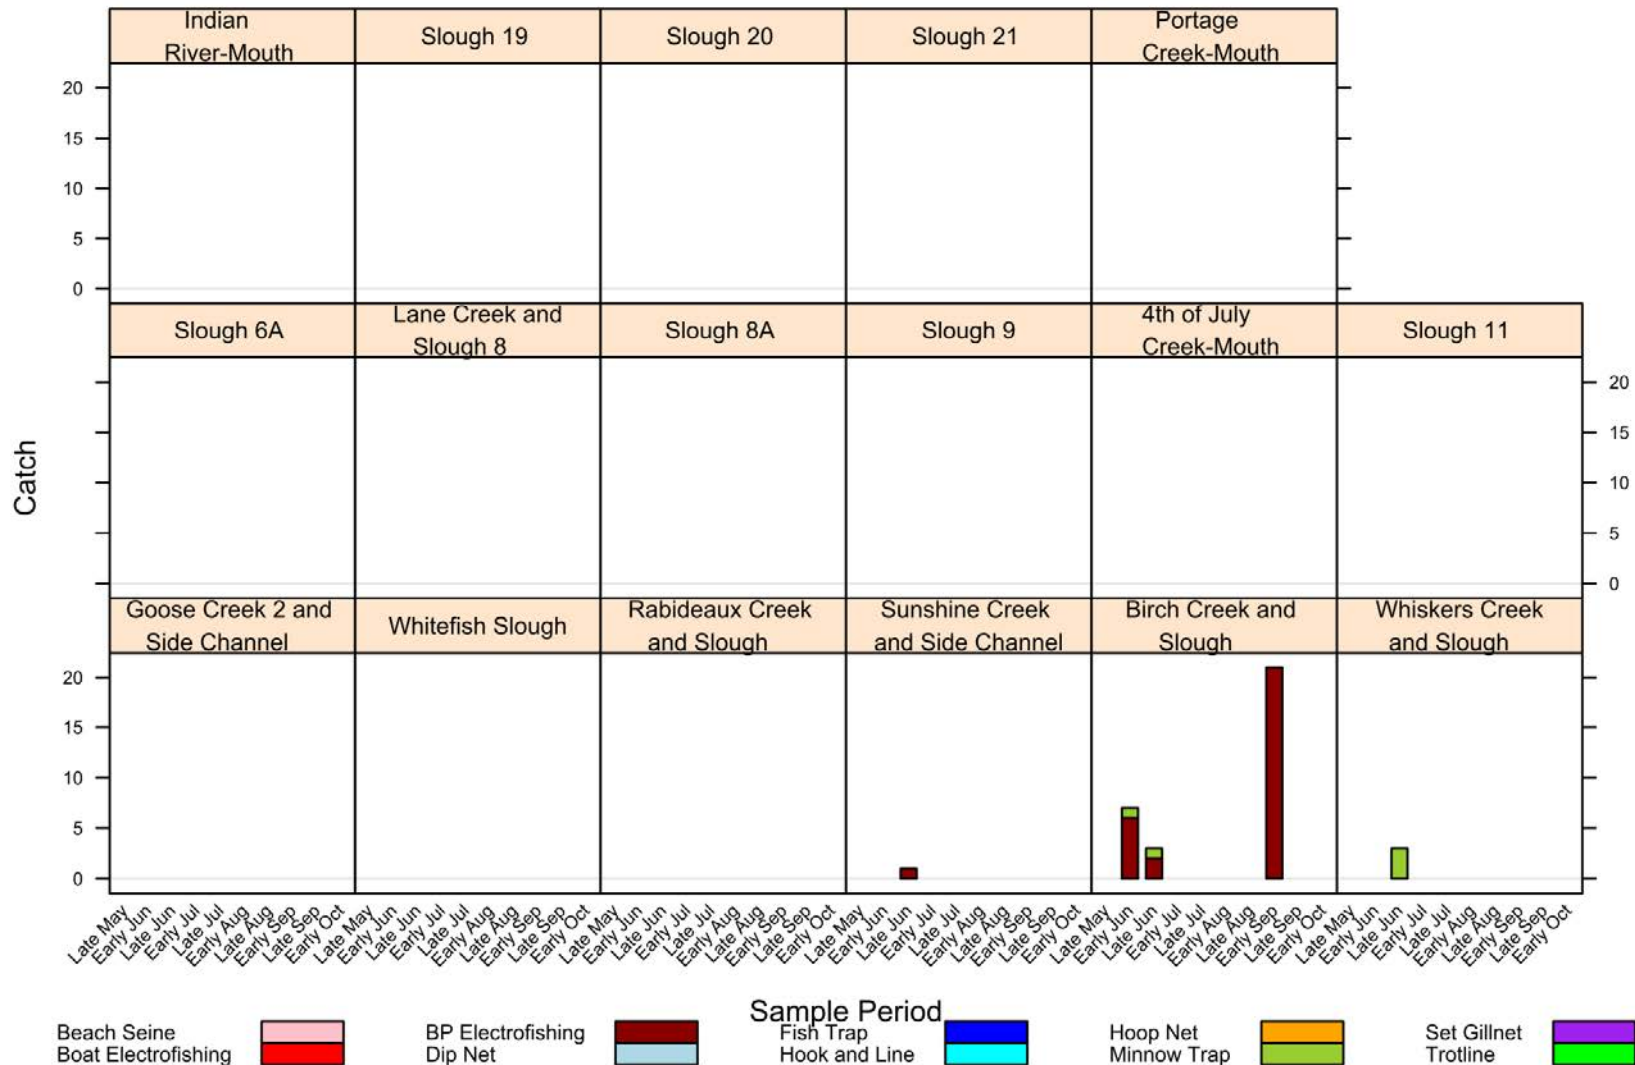 Indian
River-Mouth
Slough 19
Slough 20
Slough 21
Portage
Creek-Mouth
20
15
10
5
0
Slough 6A
Lane Creek and
Slough 8
Slough 8A
Slough 9
4th of July
Creek-Mouth
Slough 11
20
15
10
5
0
Catch
Goose Creek 2 and
Side Channel
Whitefish Slough
Rabideaux Creek
and Slough
Sunshine Creek
and Side Channel
Birch Creek and
Slough
Whiskers Creek
and Slough
20
15
10
5
0
Late May
Early Jun
Late Jun
Early Jul
Late Jul
Early Aug
Late Aug
Early Sep
Late Sep
Early Oct
Late May
Early Jun
Late Jun
Early Jul
Late Jul
Early Aug
Late Aug
Early Sep
Late Sep
Early Oct
Late May
Early Jun
Late Jun
Early Jul
Late Jul
Early Aug
Late Aug
Early Sep
Late Sep
Early Oct
Late May
Early Jun
Late Jun
Early Jul
Late Jul
Early Aug
Late Aug
Early Sep
Late Sep
Early Oct
Late May
Early Jun
Late Jun
Early Jul
Late Jul
Early Aug
Late Aug
Early Sep
Late Sep
Early Oct
Late May
Early Jun
Late Jun
Early Jul
Late Jul
Early Aug
Late Aug
Early Sep
Late Sep
Early Oct
Sample Period
Beach Seine
Boat Electrofishing
BP Electrofishing
Dip Net
Fish Trap
Hook and Line
Hoop Net
Minnow Trap
Set Gillnet
Trotline